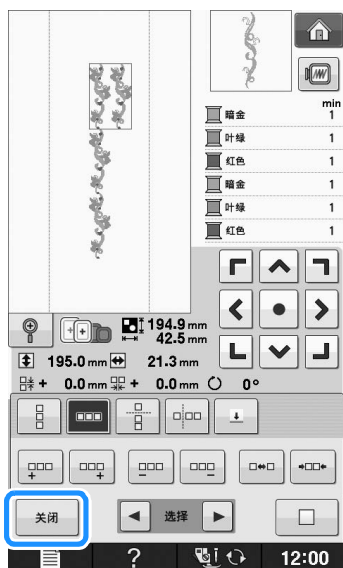 min
暗金 1
叶绿 1
红色 1
暗金 1
叶绿 1
红色 1
194.9 mm
42.5 mm
195.0 mm 21.3 mm
+ 0.0 mm + 0.0 mm 0°
+ + − −
关闭 选择
? 12:00